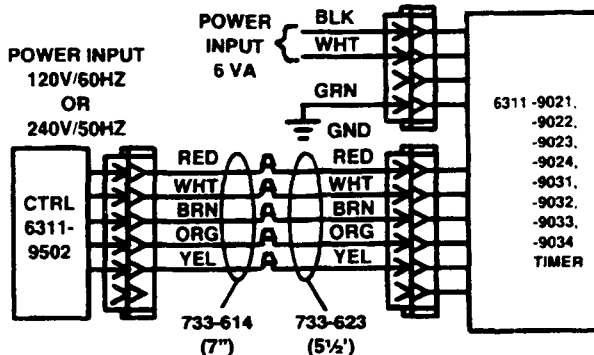 POWER INPUT
120V/60HZ
OR
240V/50HZ
POWER
INPUT
6 VA
BLK
WHT
GRN
GND
CTRL
6311-
9502
RED
WHT
BRN
ORG
YEL
RED
WHT
BRN
ORG
YEL
733-614
(7")
733-623
(5½')
6311 -9021,
-9022,
-9023,
-9024,
-9031,
-9032,
-9033,
-9034
TIMER